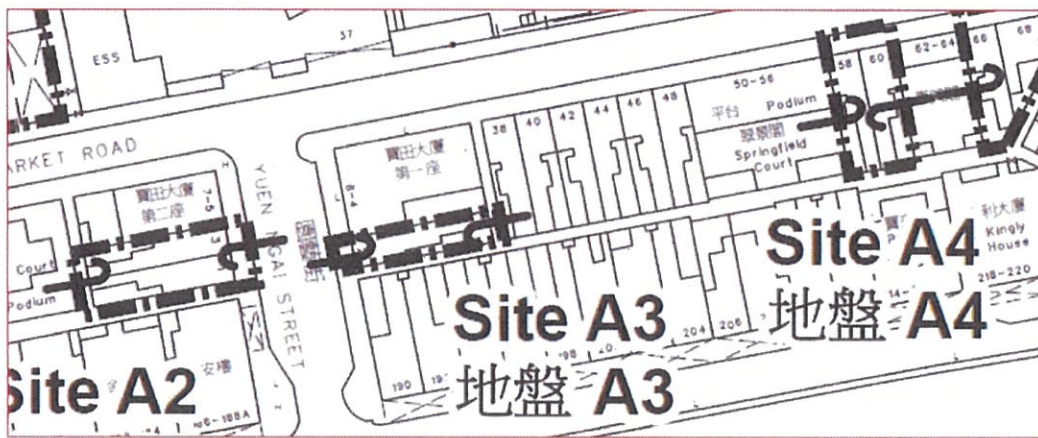 ESS
37
ARKET ROAD
YUEN NGAI STREET
寶田大廈
第二座
7-5
3
Court
Podium
寶田大廈
第一座
8-4
38
40
42
44
46
48
50-56
平台 Podium
翠景閣
Springfield
Court
58
60
62-64
66
68
利大廈
Kingly
House
218-220
190
204
206
安樓
Site A2
Site A3
地盤 A3
Site A4
地盤 A4